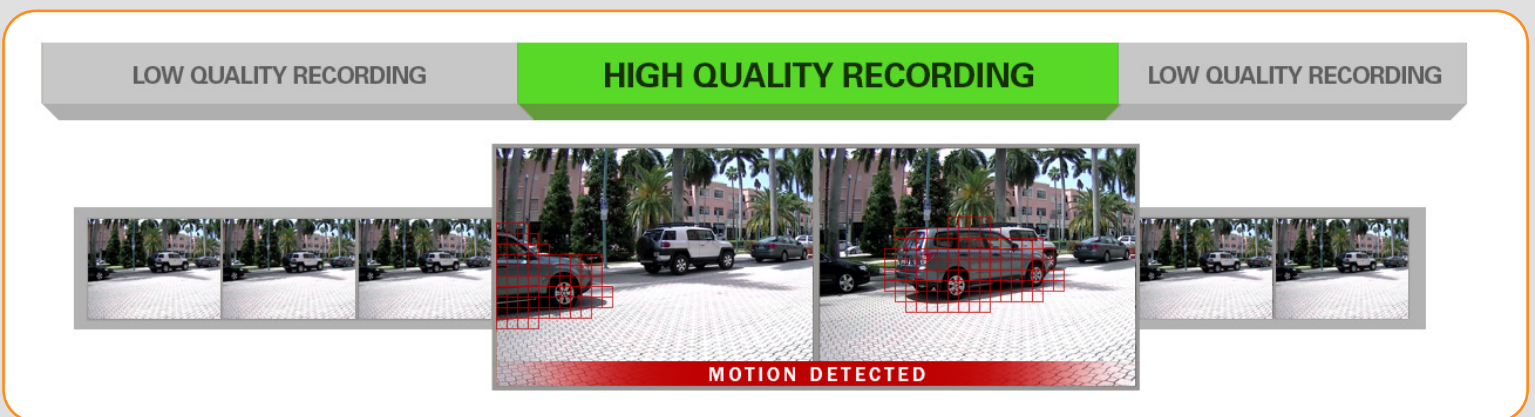 LOW QUALITY RECORDING
HIGH QUALITY RECORDING
LOW QUALITY RECORDING
MOTION DETECTED